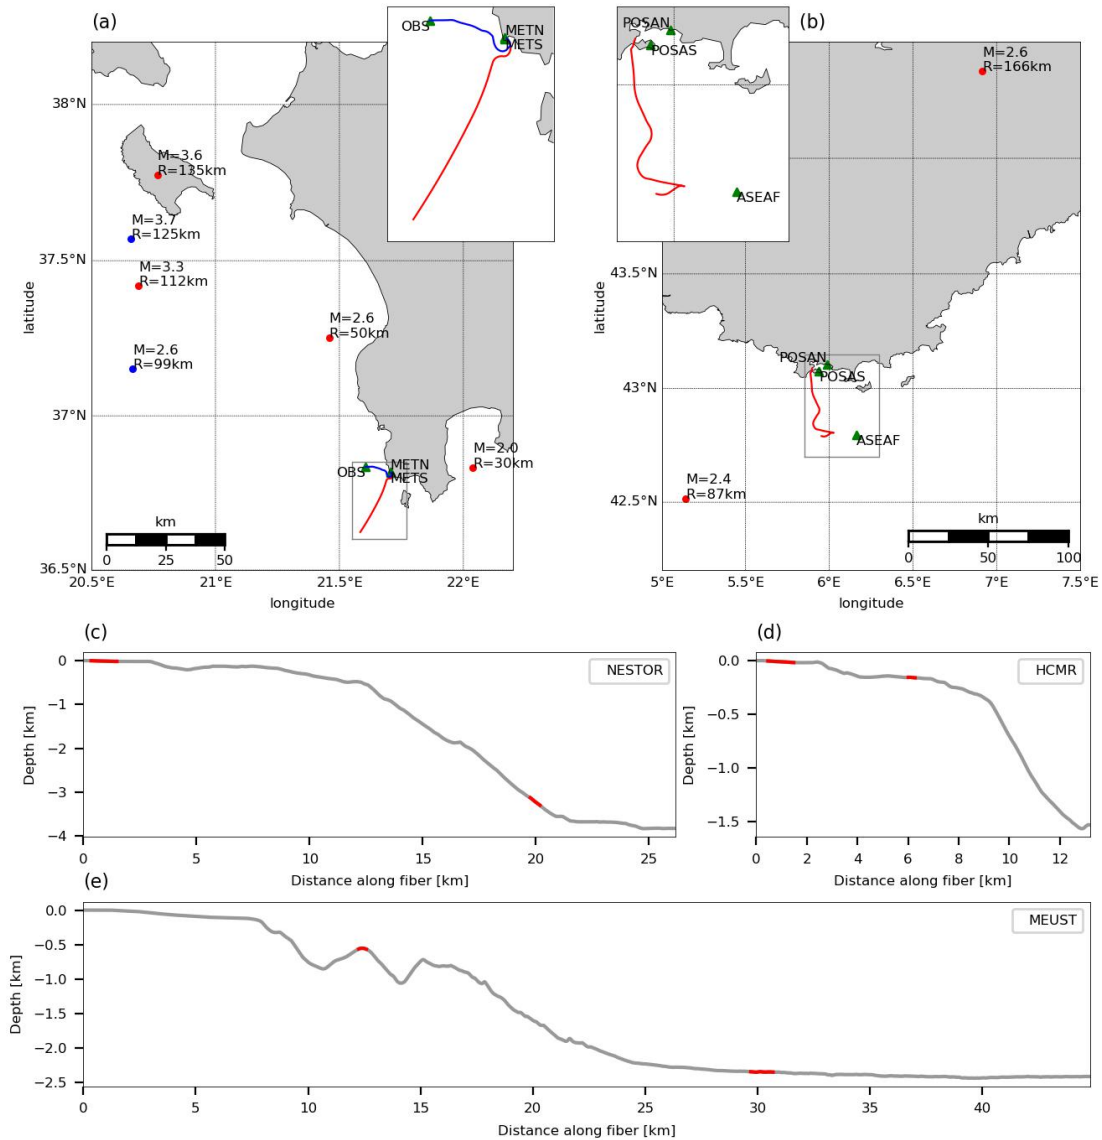 (a)
OBS
METN
METS
38°N
37.5°N
37°N
36.5°N
latitude
M=3.6
R=135km
M=3.7
R=125km
M=3.3
R=112km
M=2.6
R=50km
M=2.6
R=99km
OBS
METN
METS
M=2.0
R=30km
km
0 25 50
20.5°E 21°E 21.5°E 22°E
longitude
(b)
POSAN
POSAS
ASEAF
M=2.6
R=166km
43.5°N
43°N
42.5°N
latitude
POSAN
POSAS
ASEAF
M=2.4
R=87km
km
0 50 100
5°E 5.5°E 6°E 6.5°E 7°E 7.5°E
longitude
(c)
NESTOR
0
−1
−2
−3
−4
Depth [km]
0 5 10 15 20 25
Distance along fiber [km]
(d)
HCMR
0.0
−0.5
−1.0
−1.5
Depth [km]
0 2 4 6 8 10 12
Distance along fiber [km]
(e)
MEUST
0.0
−0.5
−1.0
−1.5
−2.0
−2.5
Depth [km]
0 5 10 15 20 25 30 35 40
Distance along fiber [km]